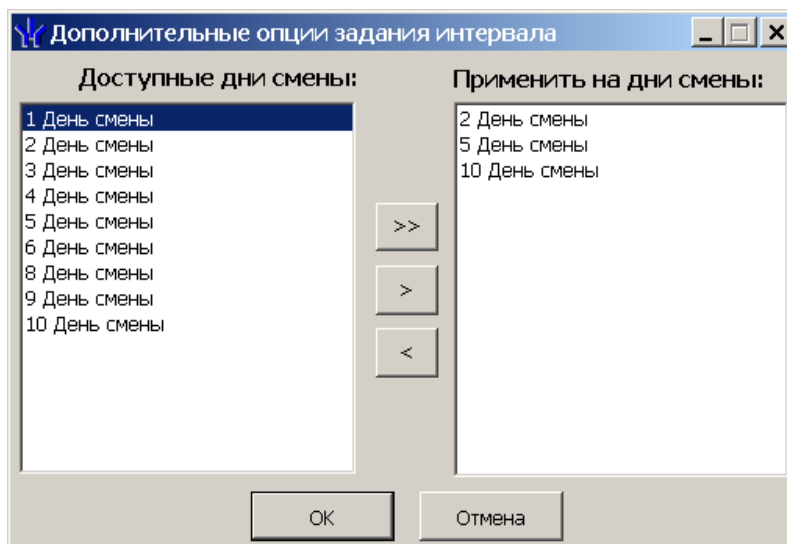 Дополнительные опции задания интервала
Доступные дни смены:
1 День смены
2 День смены
3 День смены
4 День смены
5 День смены
6 День смены
8 День смены
9 День смены
10 День смены
>>
>
<
Применить на дни смены:
2 День смены
5 День смены
10 День смены
OK
Отмена